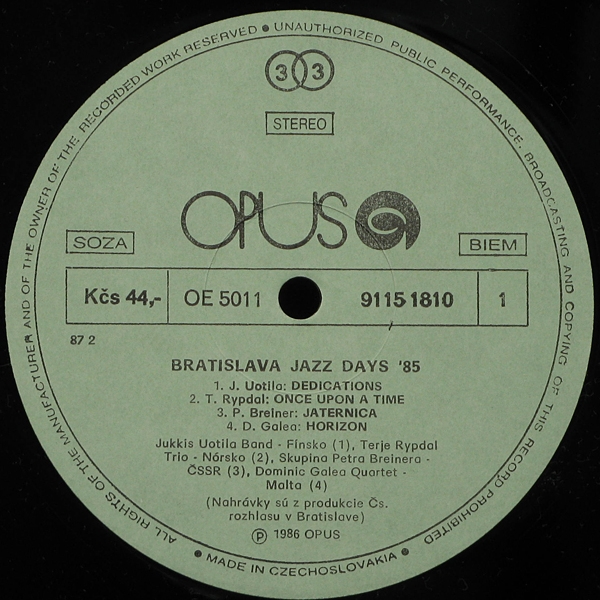 ALL RIGHTS OF THE MANUFACTURER AND OF THE OWNER OF THE RECORDED WORK RESERVED • UNAUTHORIZED PUBLIC PERFORMANCE, BROADCASTING AND COPYING OF THIS RECORD PROHIBITED
33
STEREO
OPUS
SOZA
BIEM
Kčs 44,- OE 5011 9115 1810 1
87 2
BRATISLAVA JAZZ DAYS '85
1. J. Uotila: DEDICATIONS
2. T. Rypdal: ONCE UPON A TIME
3. P. Breiner: JATERNICA
4. D. Galea: HORIZON
Jukkis Uotila Band - Fínsko (1), Terje Rypdal
Trio - Nórsko (2), Skupina Petra Breinera -
ČSSR (3), Dominic Galea Quartet -
Malta (4)
(Nahrávky sú z produkcie Čs.
rozhlasu v Bratislave)
Ⓟ 1986 OPUS
• MADE IN CZECHOSLOVAKIA •